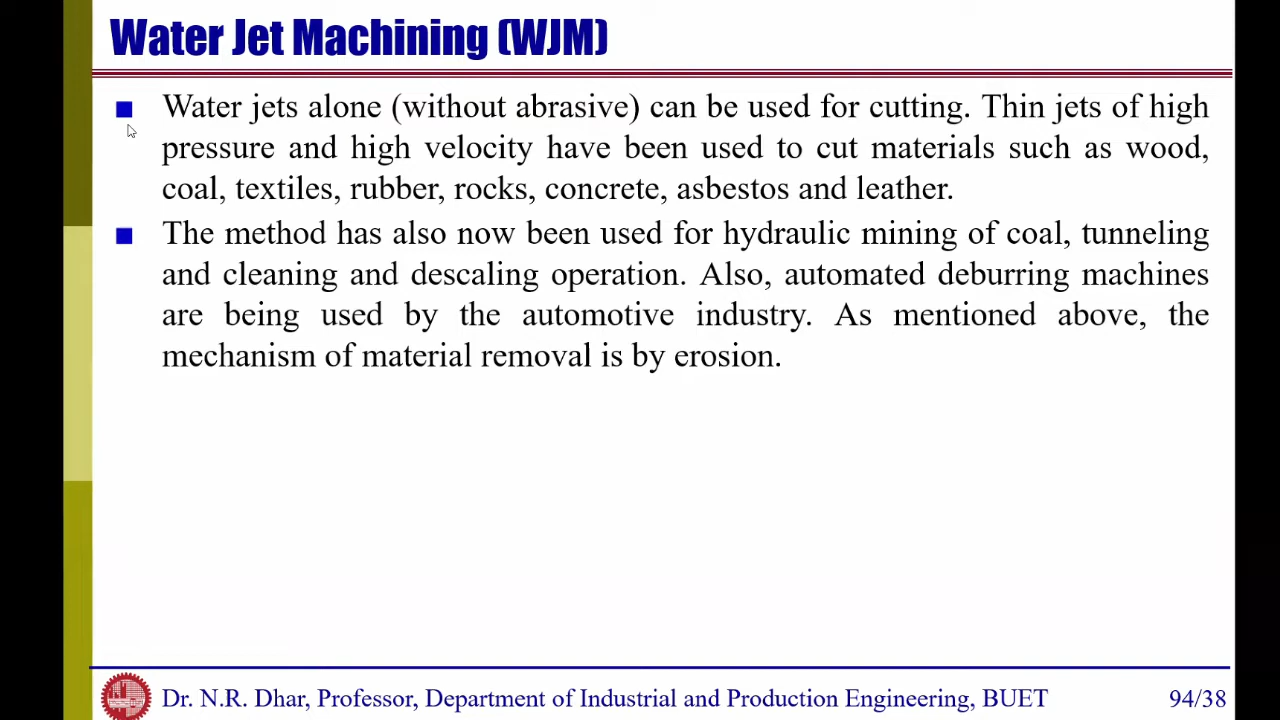 Water Jet Machining (WJM)
Water jets alone (without abrasive) can be used for cutting. Thin jets of high
pressure and high velocity have been used to cut materials such as wood,
coal, textiles, rubber, rocks, concrete, asbestos and leather.
The method has also now been used for hydraulic mining of coal, tunneling
and cleaning and descaling operation. Also, automated deburring machines
are being used by the automotive industry. As mentioned above, the
mechanism of material removal is by erosion.
Dr. N.R. Dhar, Professor, Department of Industrial and Production Engineering, BUET
94/38